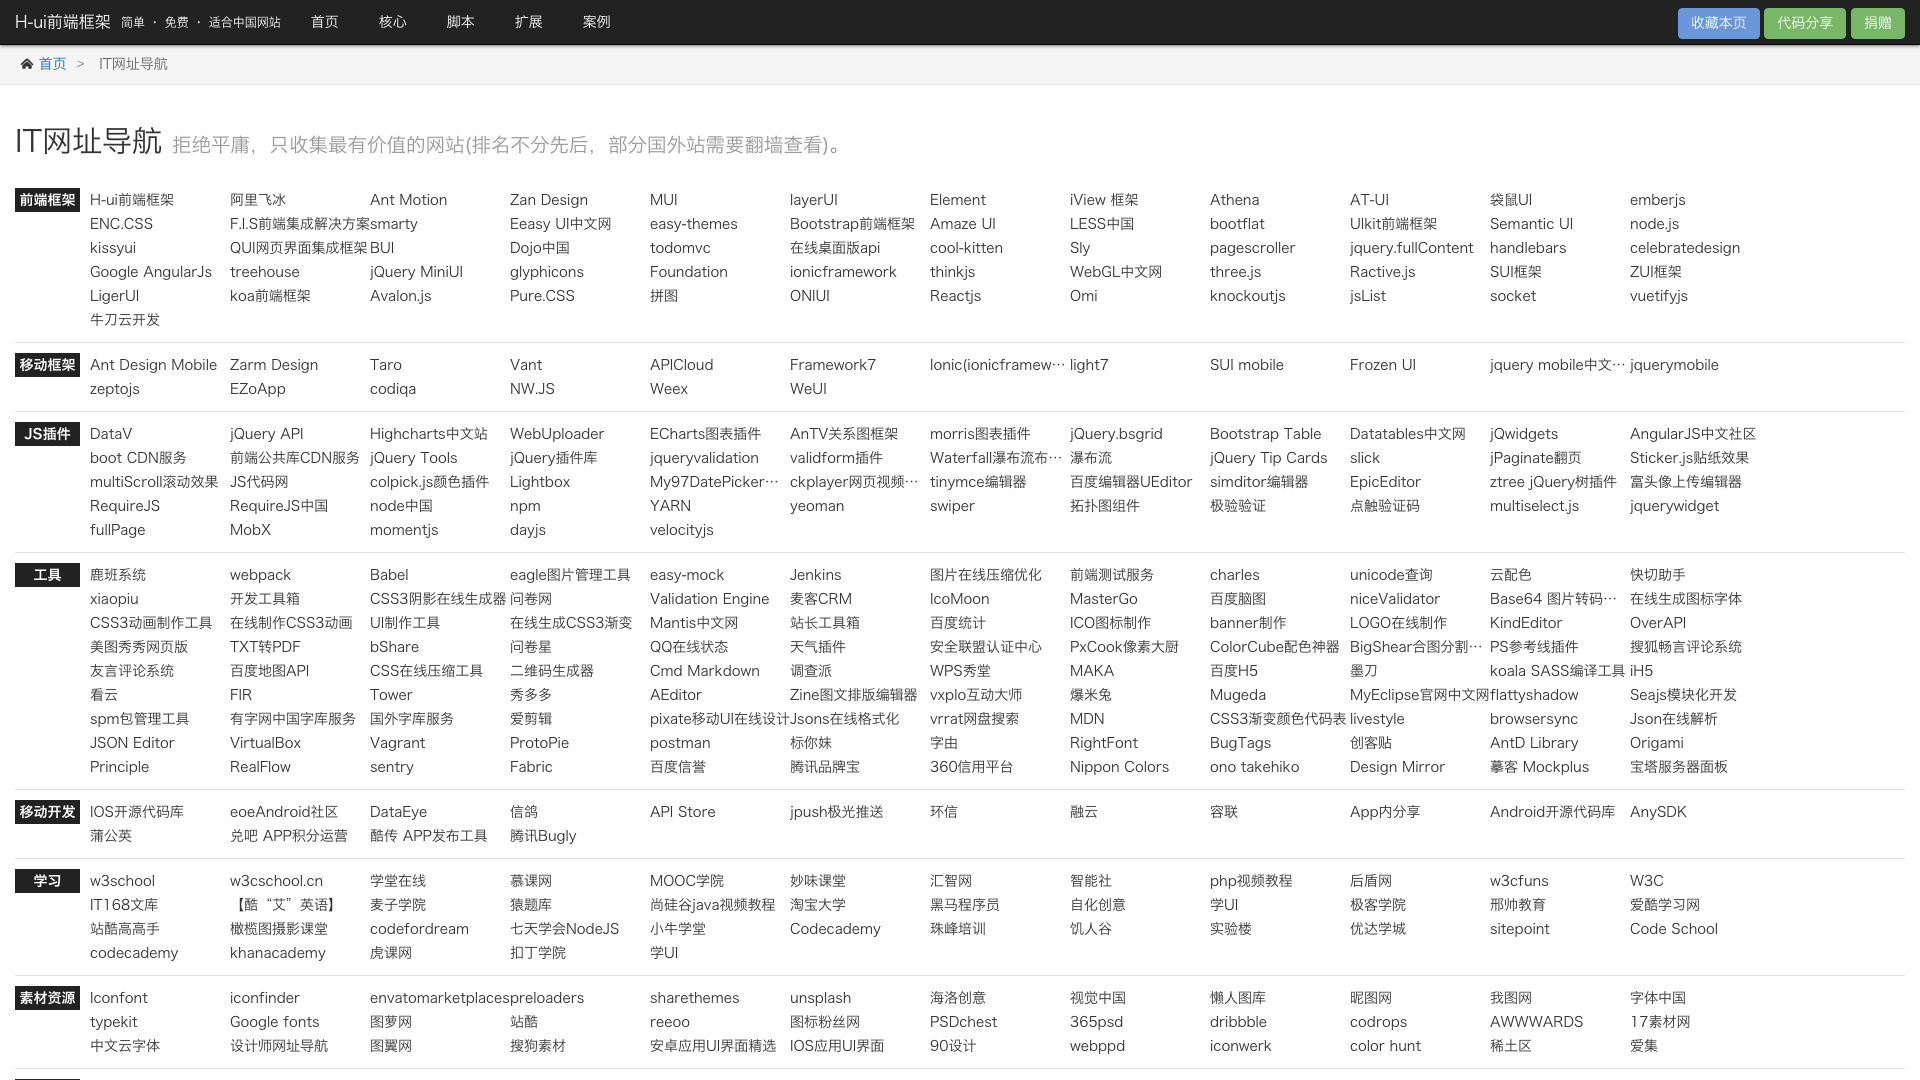 H-ui前端框架 简单 · 免费 · 适合中国网站 首页 核心 脚本 扩展 案例 收藏本页 代码分享 捐赠
首页 > IT网址导航
IT网址导航 拒绝平庸，只收集最有价值的网站(排名不分先后，部分国外站需要翻墙查看)。
前端框架 H-ui前端框架 阿里飞冰 Ant Motion Zan Design MUI layerUI Element iView 框架 Athena AT-UI 袋鼠UI emberjs
ENC.CSS F.I.S前端集成解决方案 smarty Eeasy UI中文网 easy-themes Bootstrap前端框架 Amaze UI LESS中国 bootflat UIkit前端框架 Semantic UI node.js
kissyui QUI网页界面集成框架 BUI Dojo中国 todomvc 在线桌面版api cool-kitten Sly pagescroller jquery.fullContent handlebars celebratedesign
Google AngularJs treehouse jQuery MiniUI glyphicons Foundation ionicframework thinkjs WebGL中文网 three.js Ractive.js SUI框架 ZUI框架
LigerUI koa前端框架 Avalon.js Pure.CSS 拼图 ONIUI Reactjs Omi knockoutjs jsList socket vuetifyjs
牛刀云开发
移动框架 Ant Design Mobile Zarm Design Taro Vant APICloud Framework7 Ionic(ionicframew… light7 SUI mobile Frozen UI jquery mobile中文… jquerymobile
zeptojs EZoApp codiqa NW.JS Weex WeUI
JS插件 DataV jQuery API Highcharts中文站 WebUploader ECharts图表插件 AnTV关系图框架 morris图表插件 jQuery.bsgrid Bootstrap Table Datatables中文网 jQwidgets AngularJS中文社区
boot CDN服务 前端公共库CDN服务 jQuery Tools jQuery插件库 jqueryvalidation validform插件 Waterfall瀑布流布… 瀑布流 jQuery Tip Cards slick jPaginate翻页 Sticker.js贴纸效果
multiScroll滚动效果 JS代码网 colpick.js颜色插件 Lightbox My97DatePicker… ckplayer网页视频… tinymce编辑器 百度编辑器UEditor simditor编辑器 EpicEditor ztree jQuery树插件 富头像上传编辑器
RequireJS RequireJS中国 node中国 npm YARN yeoman swiper 拓扑图组件 极验验证 点触验证码 multiselect.js jquerywidget
fullPage MobX momentjs dayjs velocityjs
工具 鹿班系统 webpack Babel eagle图片管理工具 easy-mock Jenkins 图片在线压缩优化 前端测试服务 charles unicode查询 云配色 快切助手
xiaopiu 开发工具箱 CSS3阴影在线生成器 问卷网 Validation Engine 麦客CRM IcoMoon MasterGo 百度脑图 niceValidator Base64 图片转码… 在线生成图标字体
CSS3动画制作工具 在线制作CSS3动画 UI制作工具 在线生成CSS3渐变 Mantis中文网 站长工具箱 百度统计 ICO图标制作 banner制作 LOGO在线制作 KindEditor OverAPI
美图秀秀网页版 TXT转PDF bShare 问卷星 QQ在线状态 天气插件 安全联盟认证中心 PxCook像素大厨 ColorCube配色神器 BigShear合图分割… PS参考线插件 搜狐畅言评论系统
友言评论系统 百度地图API CSS在线压缩工具 二维码生成器 Cmd Markdown 调查派 WPS秀堂 MAKA 百度H5 墨刀 koala SASS编译工具 iH5
看云 FIR Tower 秀多多 AEditor Zine图文排版编辑器 vxplo互动大师 爆米兔 Mugeda MyEclipse官网中文网 flattyshadow Seajs模块化开发
spm包管理工具 有字网中国字库服务 国外字库服务 爱剪辑 pixate移动UI在线设计 Jsons在线格式化 vrrat网盘搜索 MDN CSS3渐变颜色代码表 livestyle browsersync Json在线解析
JSON Editor VirtualBox Vagrant ProtoPie postman 标你妹 字由 RightFont BugTags 创客贴 AntD Library Origami
Principle RealFlow sentry Fabric 百度信誉 腾讯品牌宝 360信用平台 Nippon Colors ono takehiko Design Mirror 摹客 Mockplus 宝塔服务器面板
移动开发 IOS开源代码库 eoeAndroid社区 DataEye 信鸽 API Store jpush极光推送 环信 融云 容联 App内分享 Android开源代码库 AnySDK
蒲公英 兑吧 APP积分运营 酷传 APP发布工具 腾讯Bugly
学习 w3school w3cschool.cn 学堂在线 慕课网 MOOC学院 妙味课堂 汇智网 智能社 php视频教程 后盾网 w3cfuns W3C
IT168文库 【酷“艾”英语】 麦子学院 猿题库 尚硅谷java视频教程 淘宝大学 黑马程序员 自化创意 学UI 极客学院 邢帅教育 爱酷学习网
站酷高高手 橄榄图摄影课堂 codefordream 七天学会NodeJS 小牛学堂 Codecademy 珠峰培训 饥人谷 实验楼 优达学城 sitepoint Code School
codecademy khanacademy 虎课网 扣丁学院 学UI
素材资源 Iconfont iconfinder envatomarketplaces preloaders sharethemes unsplash 海洛创意 视觉中国 懒人图库 昵图网 我图网 字体中国
typekit Google fonts 图萝网 站酷 reeoo 图标粉丝网 PSDchest 365psd dribbble codrops AWWWARDS 17素材网
中文云字体 设计师网址导航 图翼网 搜狗素材 安卓应用UI界面精选 IOS应用UI界面 90设计 webppd iconwerk color hunt 稀土区 爱集